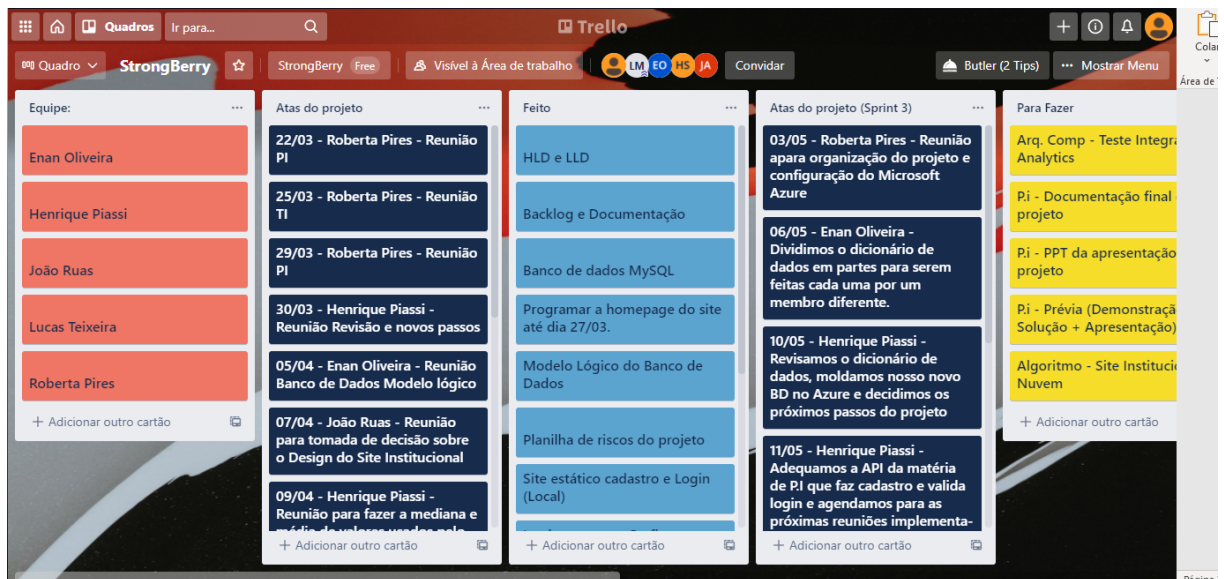 Quadros
Ir para...
Trello
Colar
Quadro
StrongBerry
StrongBerry Free
Visível à Área de trabalho
LM EO HS JA
Convidar
Butler (2 Tips)
Mostrar Menu
Área de
Equipe:
Enan Oliveira
Henrique Piassi
João Ruas
Lucas Teixeira
Roberta Pires
+ Adicionar outro cartão
Atas do projeto
22/03 - Roberta Pires - Reunião
PI
25/03 - Roberta Pires - Reunião
TI
29/03 - Roberta Pires - Reunião
PI
30/03 - Henrique Piassi -
Reunião Revisão e novos passos
05/04 - Enan Oliveira - Reunião
Banco de Dados Modelo lógico
07/04 - João Ruas - Reunião
para tomada de decisão sobre
o Design do Site Institucional
09/04 - Henrique Piassi -
Reunião para fazer a mediana e
média de valores usados pelo
+ Adicionar outro cartão
Feito
HLD e LLD
Backlog e Documentação
Banco de dados MySQL
Programar a homepage do site
até dia 27/03.
Modelo Lógico do Banco de
Dados
Planilha de riscos do projeto
Site estático cadastro e Login
(Local)
+ Adicionar outro cartão
Atas do projeto (Sprint 3)
03/05 - Roberta Pires - Reunião
apara organização do projeto e
configuração do Microsoft
Azure
06/05 - Enan Oliveira -
Dividimos o dicionário de
dados em partes para serem
feitas cada uma por um
membro diferente.
10/05 - Henrique Piassi -
Revisamos o dicionário de
dados, moldamos nosso novo
BD no Azure e decidimos os
próximos passos do projeto
11/05 - Henrique Piassi -
Adequamos a API da matéria
de P.I que faz cadastro e valida
login e agendamos para as
próximas reuniões implementa-
+ Adicionar outro cartão
Para Fazer
Arq. Comp - Teste Integra
Analytics
P.i - Documentação final
projeto
P.i - PPT da apresentação
projeto
P.i - Prévia (Demonstraçã
Solução + Apresentação)
Algoritmo - Site Instituci
Nuvem
+ Adicionar outro cartão